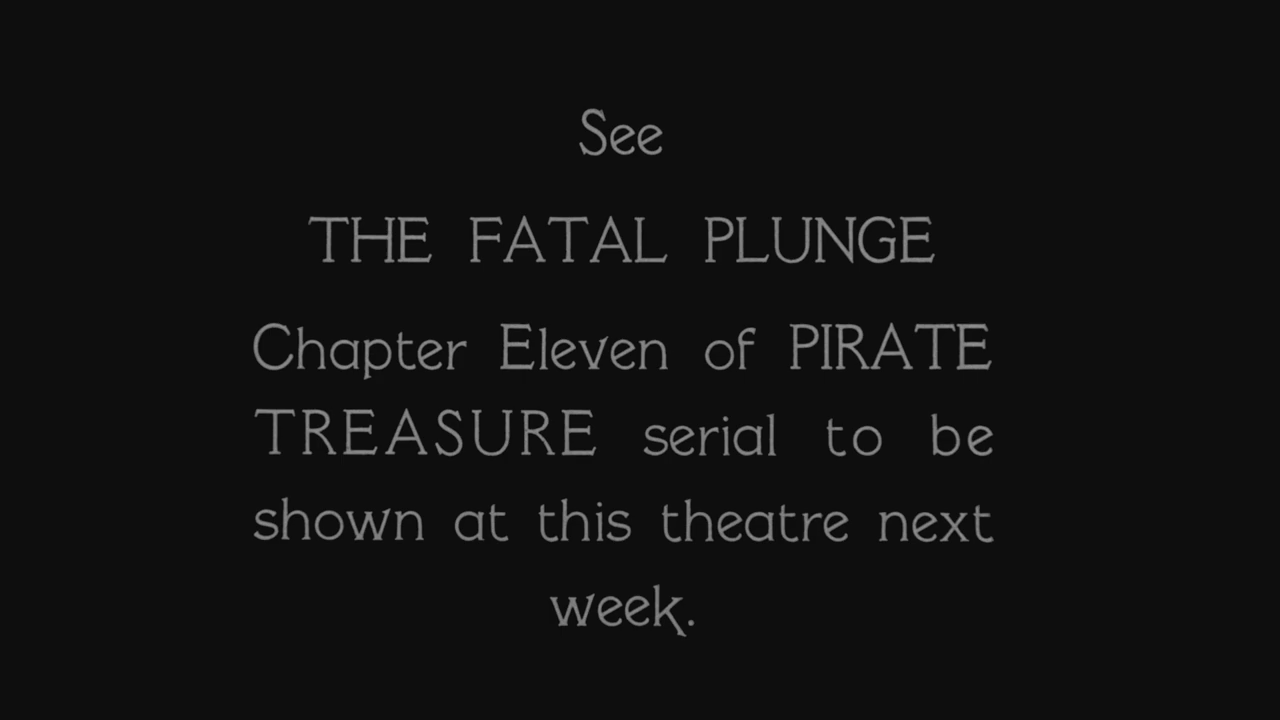 See
THE FATAL PLUNGE
Chapter Eleven of PIRATE
TREASURE serial to be
shown at this theatre next
week.